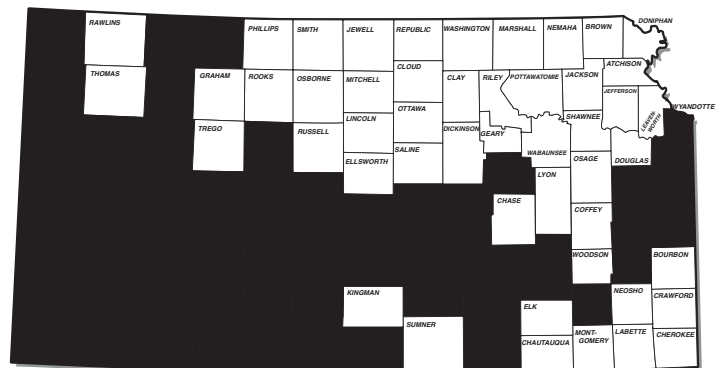 RAWLINS
PHILLIPS
SMITH
JEWELL
REPUBLIC
WASHINGTON
MARSHALL
NEMAHA
BROWN
DONIPHAN
THOMAS
GRAHAM
ROOKS
OSBORNE
MITCHELL
CLOUD
CLAY
RILEY
POTTAWATOMIE
JACKSON
ATCHISON
JEFFERSON
LEAVEN-
WORTH
WYANDOTTE
TREGO
RUSSELL
LINCOLN
OTTAWA
DICKINSON
GEARY
SHAWNEE
ELLSWORTH
SALINE
WABAUNSEE
OSAGE
DOUGLAS
LYON
CHASE
COFFEY
WOODSON
BOURBON
KINGMAN
SUMNER
ELK
NEOSHO
CRAWFORD
CHAUTAUQUA
MONT-
GOMERY
LABETTE
CHEROKEE